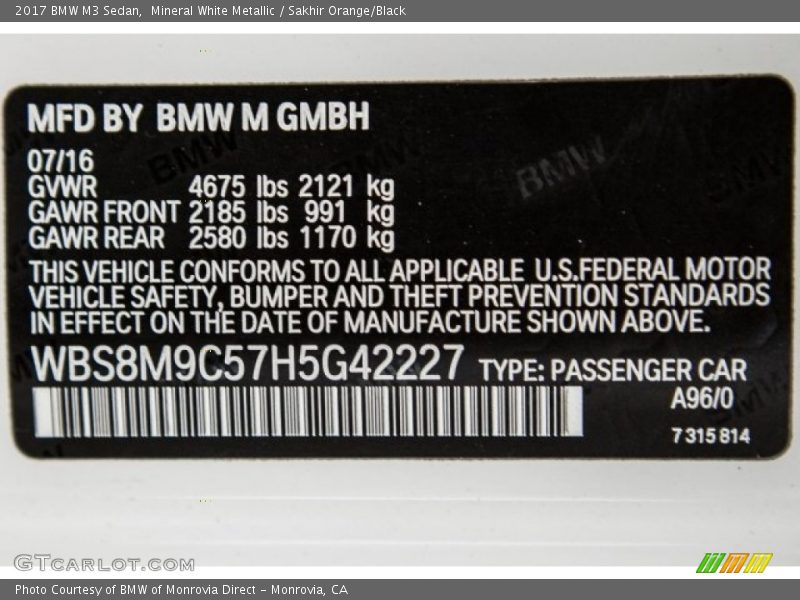 2017 BMW M3 Sedan,  Mineral White Metallic / Sakhir Orange/Black
MFD BY BMW M GMBH
07/16
GVWR 4675 lbs 2121 kg
GAWR FRONT 2185 lbs 991 kg
GAWR REAR 2580 lbs 1170 kg
THIS VEHICLE CONFORMS TO ALL APPLICABLE U.S.FEDERAL MOTOR
VEHICLE SAFETY, BUMPER AND THEFT PREVENTION STANDARDS
IN EFFECT ON THE DATE OF MANUFACTURE SHOWN ABOVE.
WBS8M9C57H5G42227 TYPE: PASSENGER CAR
A96/0
7 315 814
GTCARLOT.COM
Photo Courtesy of BMW of Monrovia Direct - Monrovia, CA